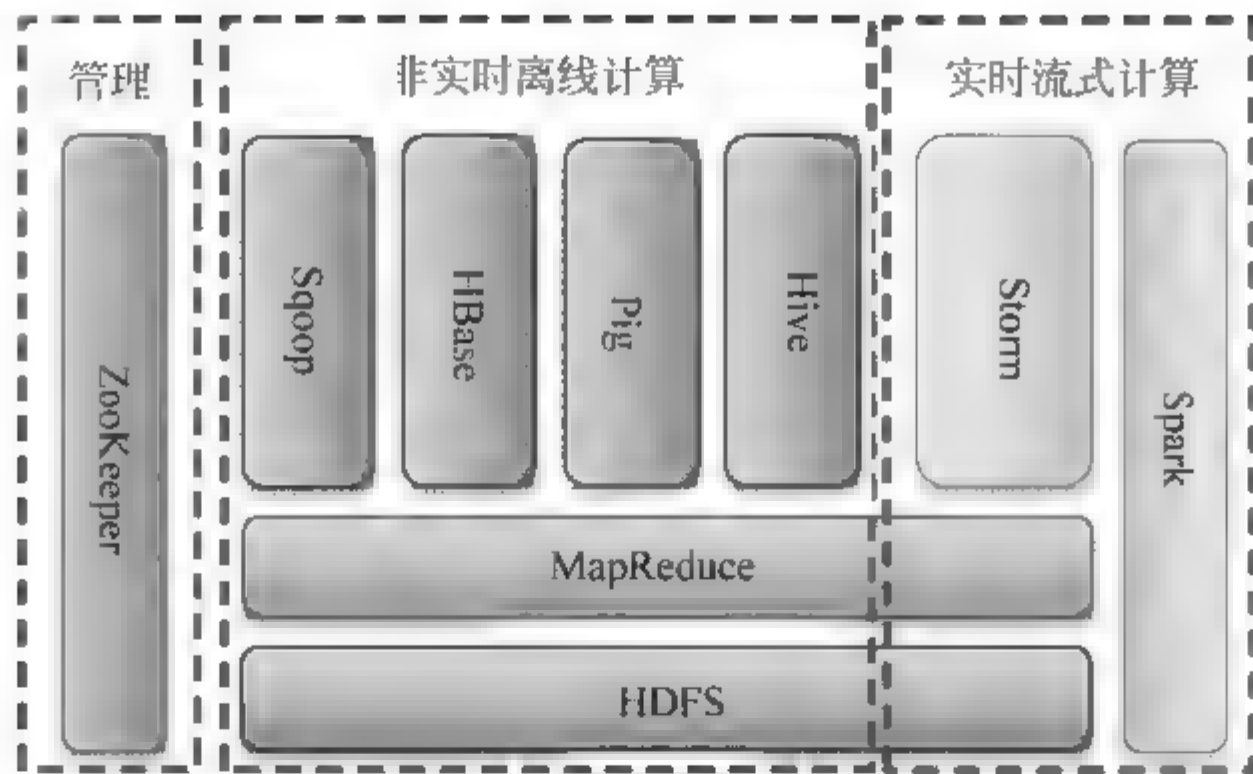 管理
ZooKeeper
非实时离线计算
Sqoop
HBase
Pig
Hive
MapReduce
HDFS
实时流式计算
Storm
Spark